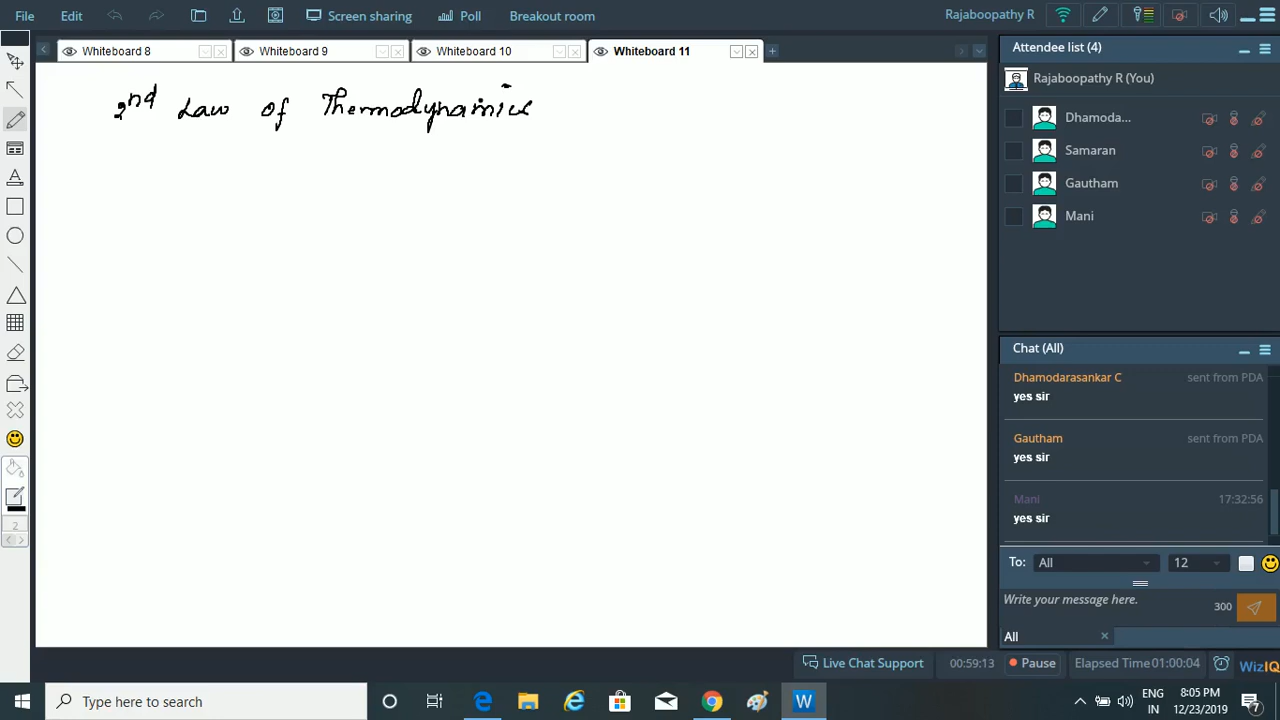 File Edit Screen sharing Poll Breakout room Rajaboopathy R
Whiteboard 8 Whiteboard 9 Whiteboard 10 Whiteboard 11
2nd Law of Thermodynamics
Attendee list (4)
Rajaboopathy R (You)
Dhamoda...
Samaran
Gautham
Mani
Chat (All)
Dhamodarasankar C sent from PDA
yes sir
Gautham sent from PDA
yes sir
Mani 17:32:56
yes sir
2
To: All 12
Write your message here. 300
All
Live Chat Support 00:59:13 Pause Elapsed Time 01:00:04 WizIQ
Type here to search
ENG
IN
8:05 PM
12/23/2019
7